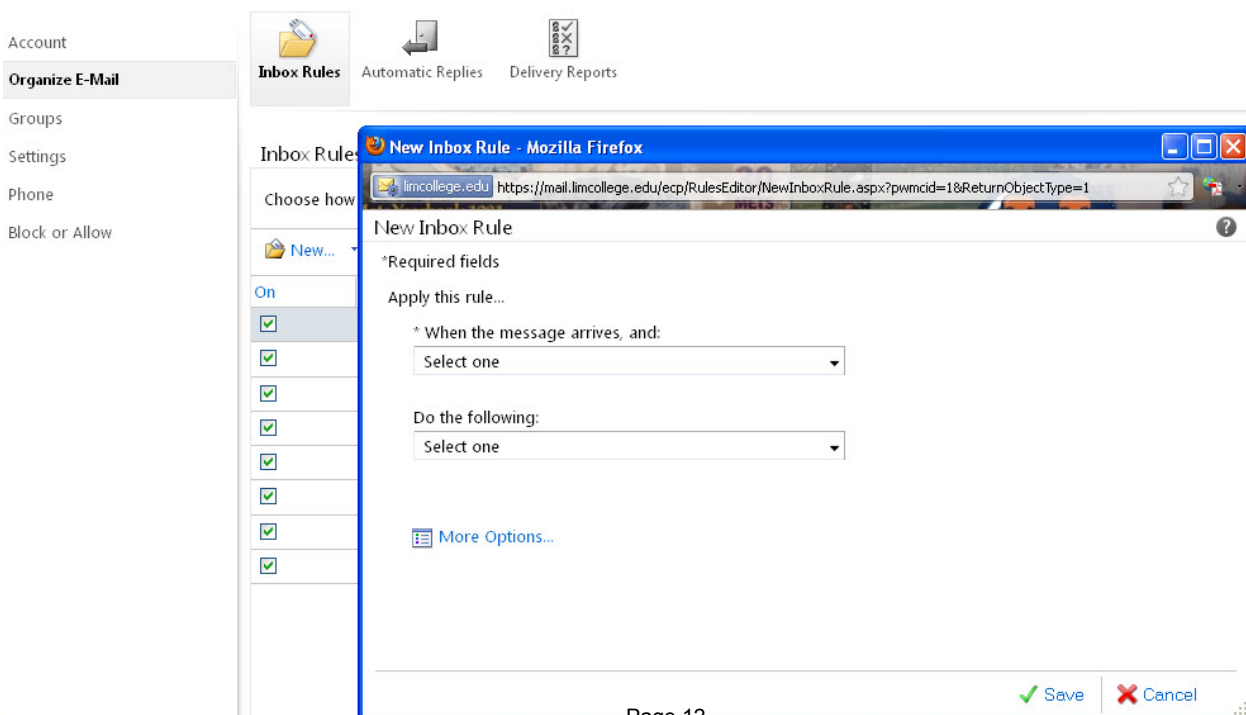 Account
Organize E-Mail
Groups
Settings
Phone
Block or Allow
Inbox Rules
Automatic Replies
Delivery Reports
Inbox Rules
Choose how
New...
On
New Inbox Rule - Mozilla Firefox
limcollege.edu https://mail.limcollege.edu/ecp/RulesEditor/NewInboxRule.aspx?pwmcid=1&ReturnObjectType=1
New Inbox Rule
*Required fields
Apply this rule...
* When the message arrives, and:
Select one
Do the following:
Select one
More Options...
Save
Cancel
Page 12